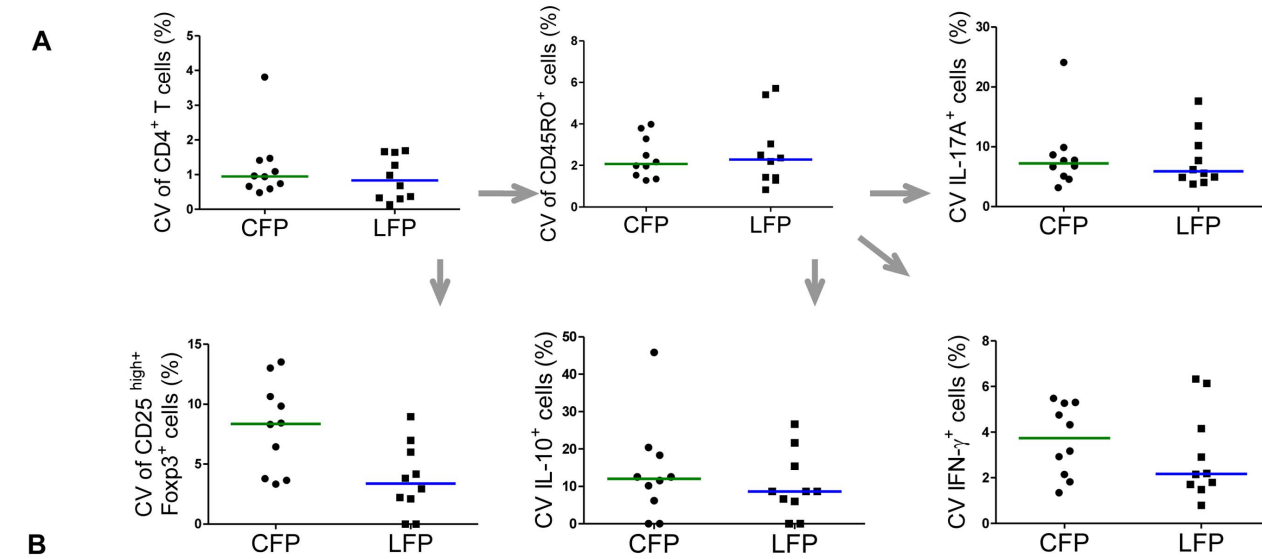 A
CV of CD4+ T cells (%)
5
4
3
2
1
0
CFP LFP
CV of CD45RO+ cells (%)
8
6
4
2
0
CFP LFP
CV IL-17A+ cells (%)
30
20
10
0
CFP LFP
CV of CD25 high+
Foxp3+ cells (%)
15
10
5
0
CFP LFP
CV IL-10+ cells (%)
50
40
30
20
10
0
CFP LFP
CV IFN-γ+ cells (%)
8
6
4
2
0
CFP LFP
B